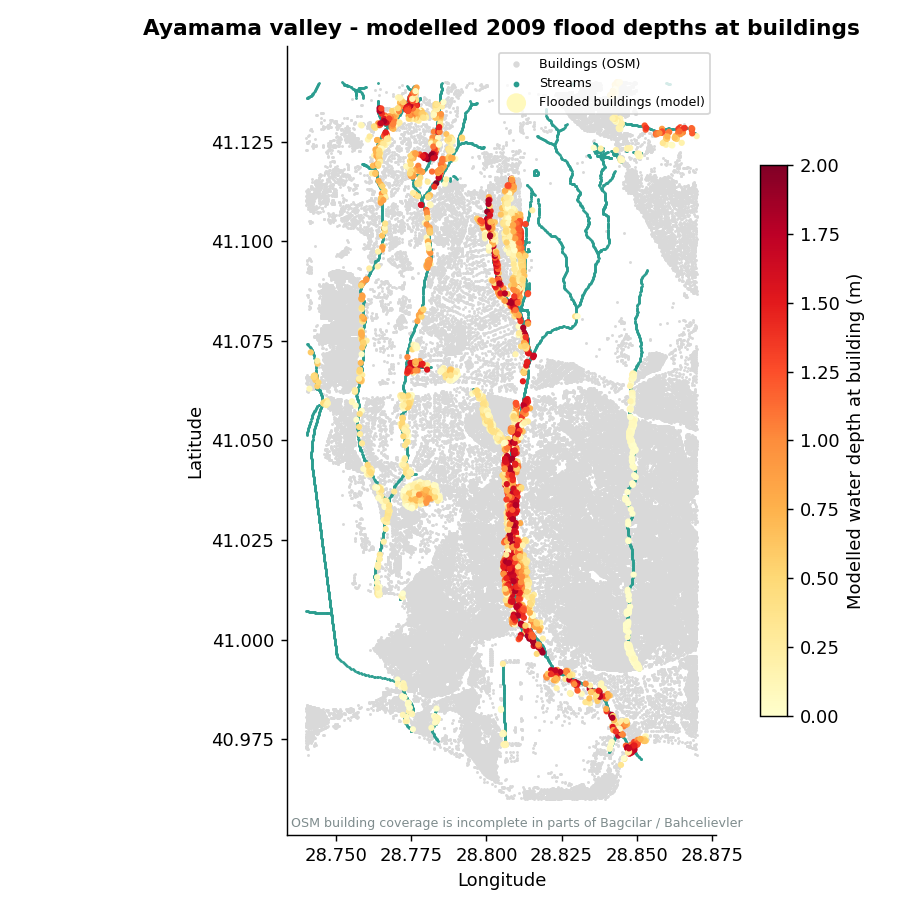 Ayamama valley - modelled 2009 flood depths at buildings
Buildings (OSM)
Streams
Flooded buildings (model)
41.125
41.100
41.075
41.050
41.025
41.000
40.975
Latitude
OSM building coverage is incomplete in parts of Bagcilar / Bahcelievler
28.750 28.775 28.800 28.825 28.850 28.875
Longitude
2.00
1.75
1.50
1.25
1.00
0.75
0.50
0.25
0.00
Modelled water depth at building (m)